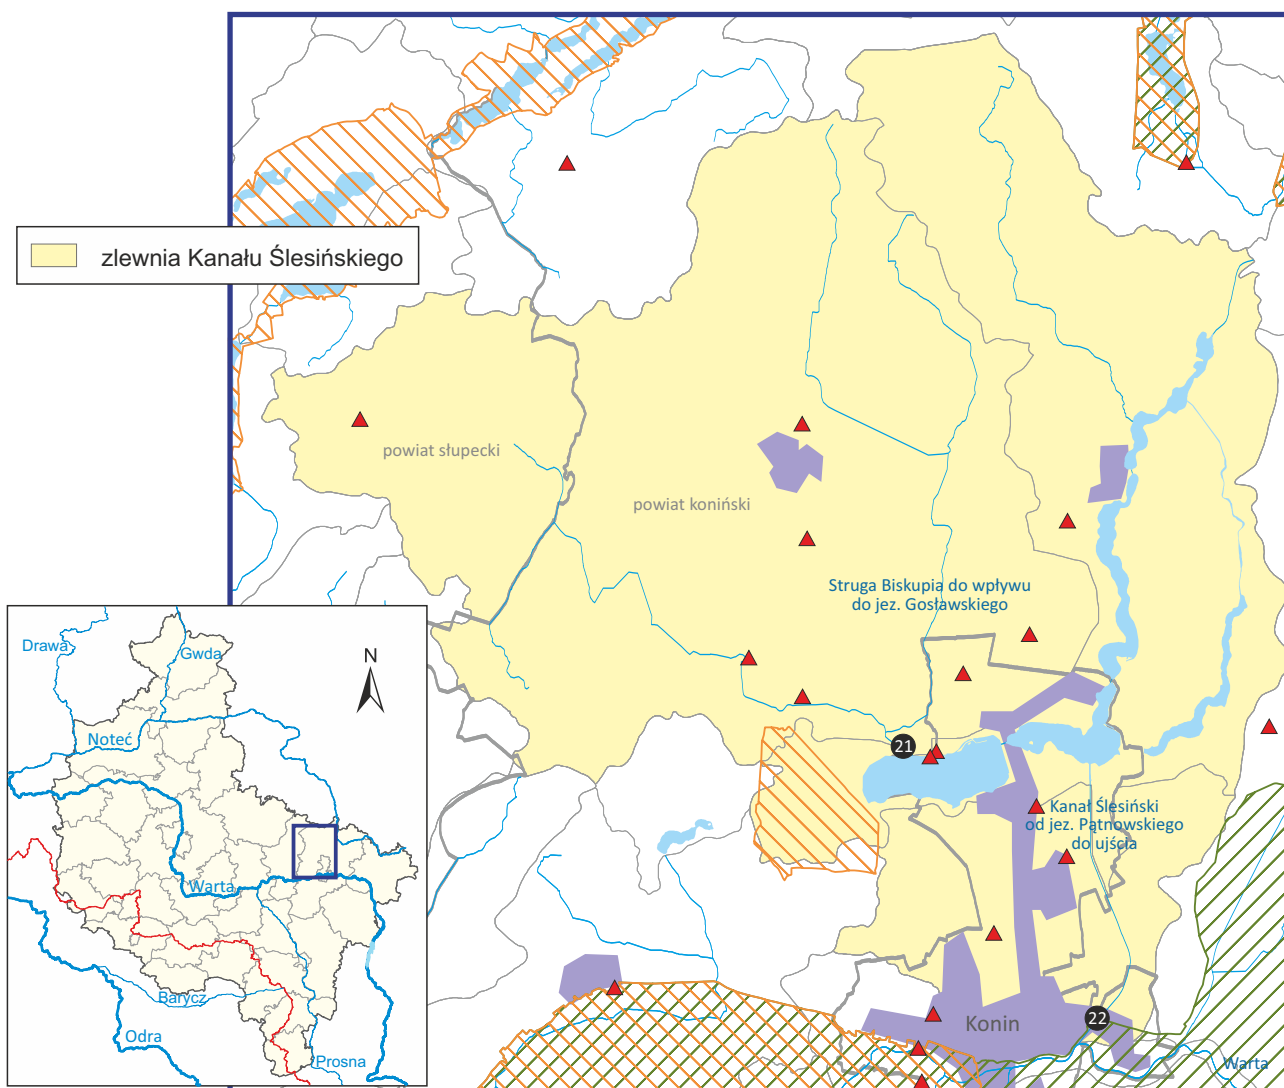 zlewnia Kanału Ślesińskiego
powiat słupecki
powiat koniński
Struga Biskupia do wpływu
do jez. Gosławskiego
21
Kanał Ślesiński
od jez. Pątnowskiego
do ujścia
Konin
22
Warta
Drawa
Gwda
N
Noteć
Warta
Barycz
Odra
Prosna